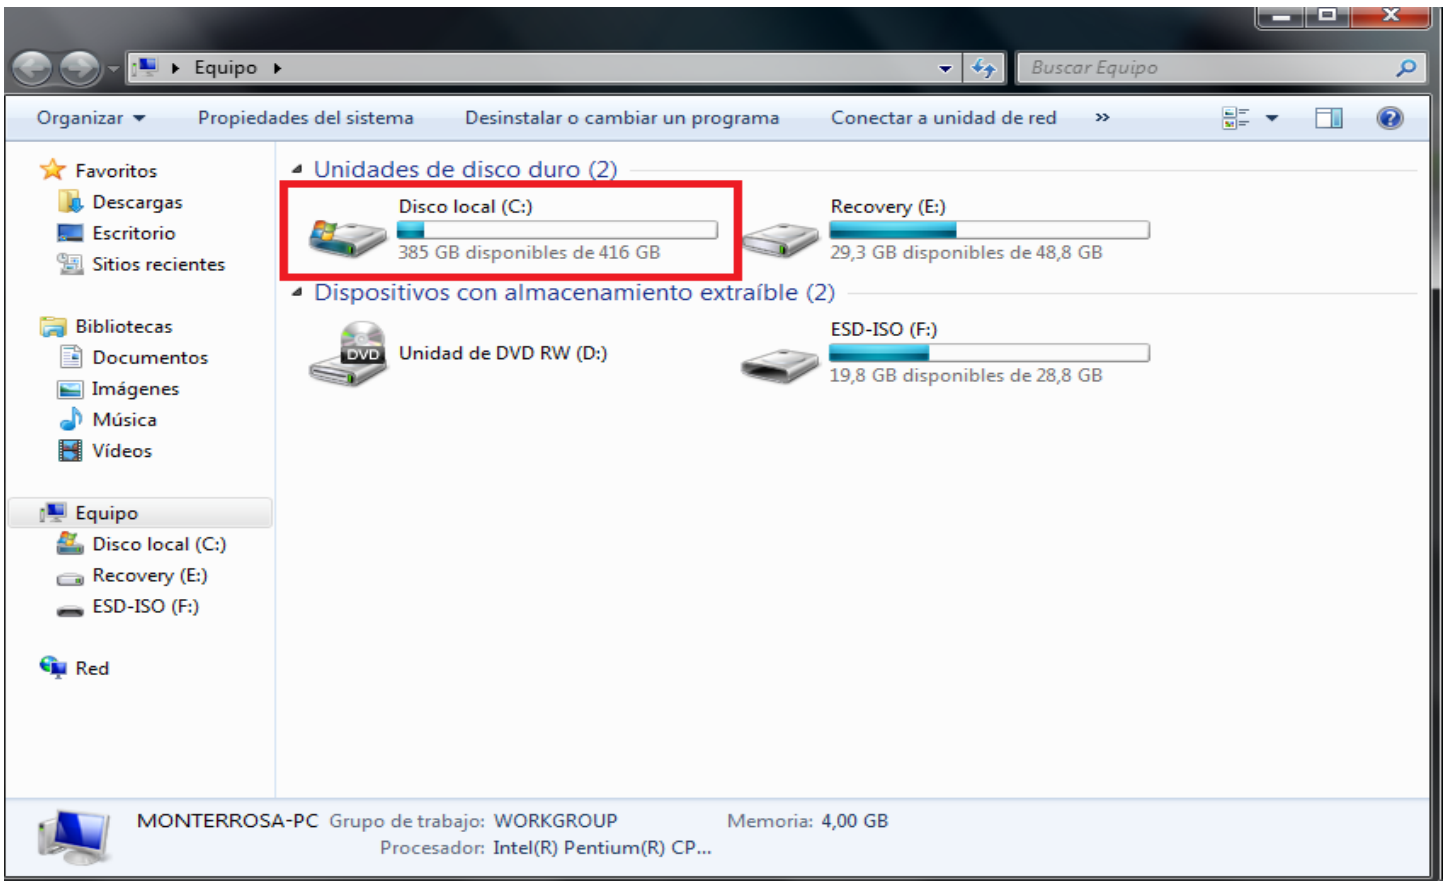 Equipo
Buscar Equipo
Organizar
Propiedades del sistema
Desinstalar o cambiar un programa
Conectar a unidad de red
»
Favoritos
Descargas
Escritorio
Sitios recientes
Bibliotecas
Documentos
Imágenes
Música
Vídeos
Equipo
Disco local (C:)
Recovery (E:)
ESD-ISO (F:)
Red
Unidades de disco duro (2)
Disco local (C:)
385 GB disponibles de 416 GB
Recovery (E:)
29,3 GB disponibles de 48,8 GB
Dispositivos con almacenamiento extraíble (2)
DVD
Unidad de DVD RW (D:)
ESD-ISO (F:)
19,8 GB disponibles de 28,8 GB
MONTERROSA-PC Grupo de trabajo: WORKGROUP Memoria: 4,00 GB
Procesador: Intel(R) Pentium(R) CP...